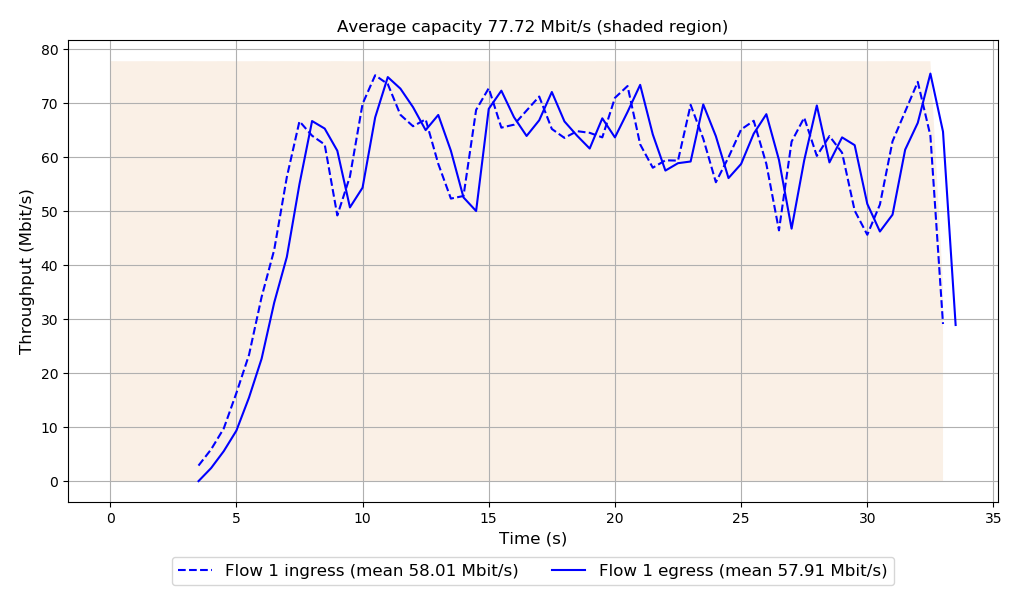 Average capacity 77.72 Mbit/s (shaded region)
Throughput (Mbit/s)
80
70
60
50
40
30
20
10
0
0 5 10 15 20 25 30 35
Time (s)
Flow 1 ingress (mean 58.01 Mbit/s) Flow 1 egress (mean 57.91 Mbit/s)